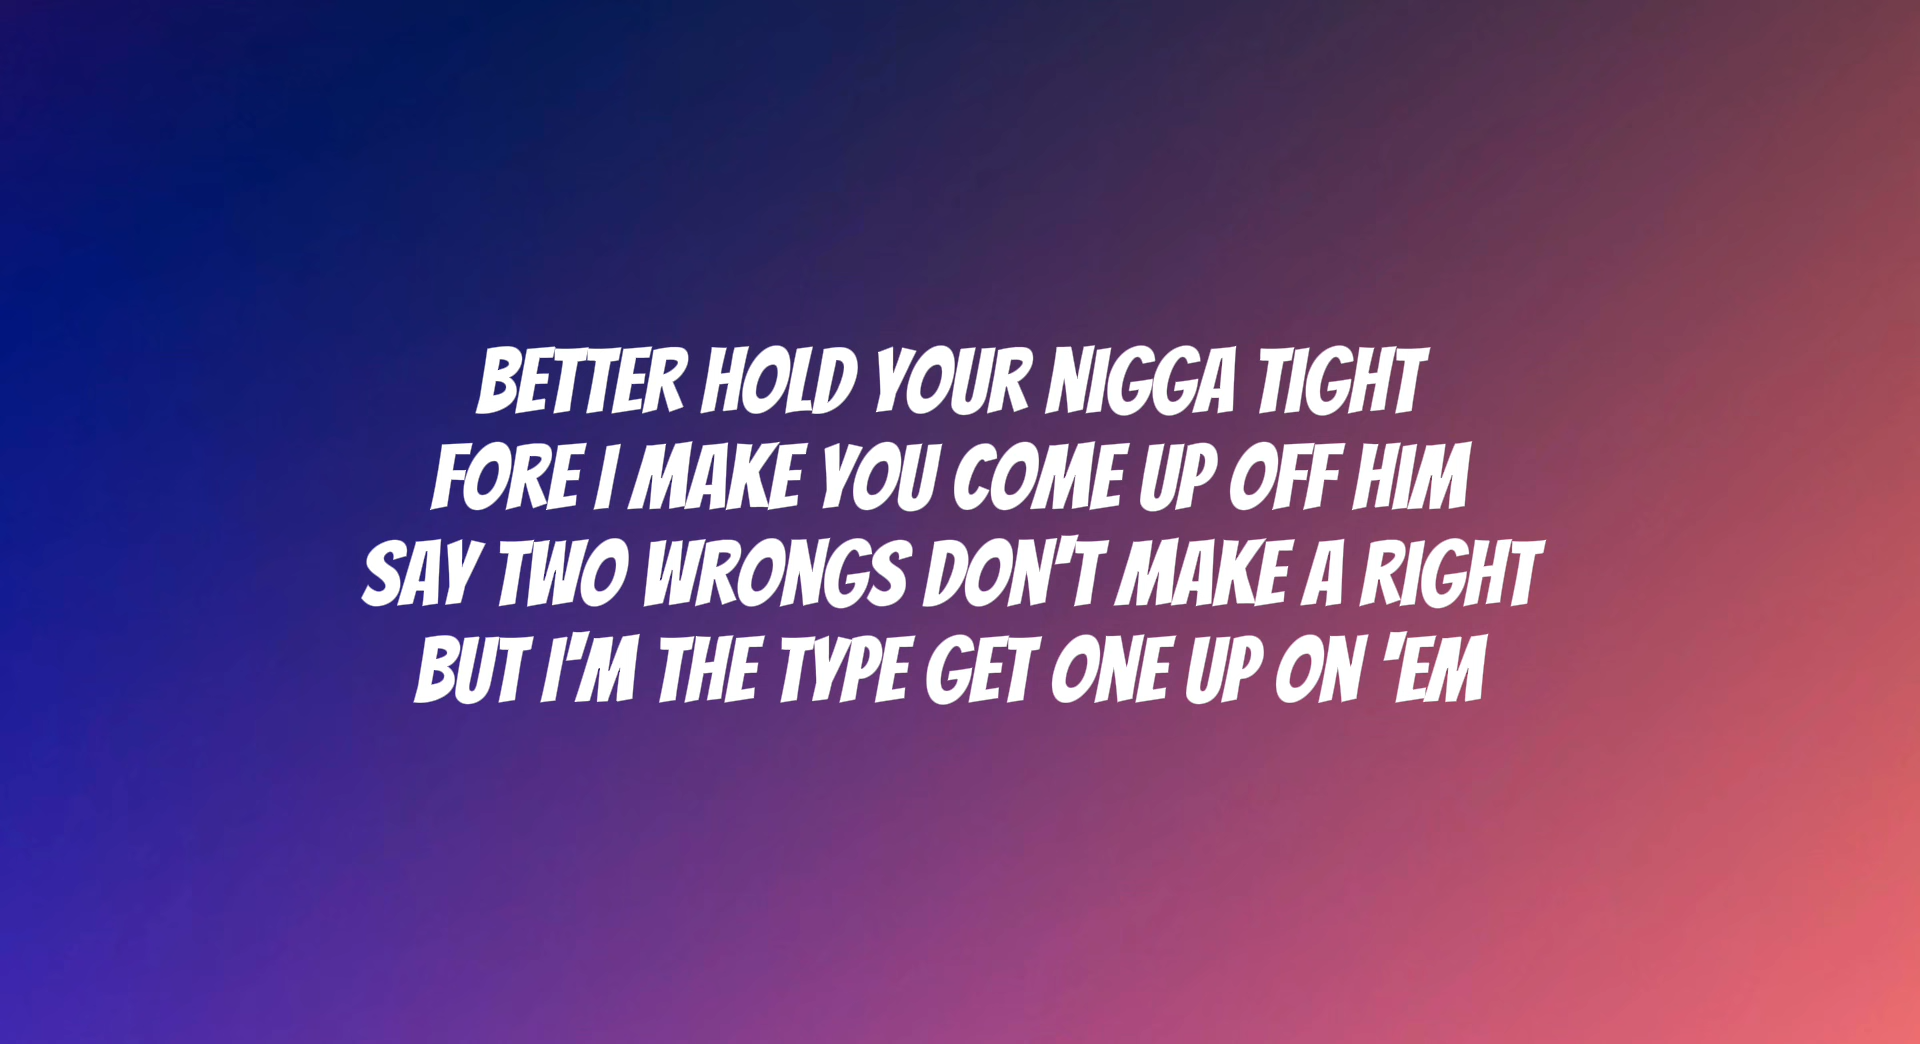 BETTER HOLD YOUR NIGGA TIGHT
FORE I MAKE YOU COME UP OFF HIM
SAY TWO WRONGS DON'T MAKE A RIGHT
BUT I'M THE TYPE GET ONE UP ON 'EM